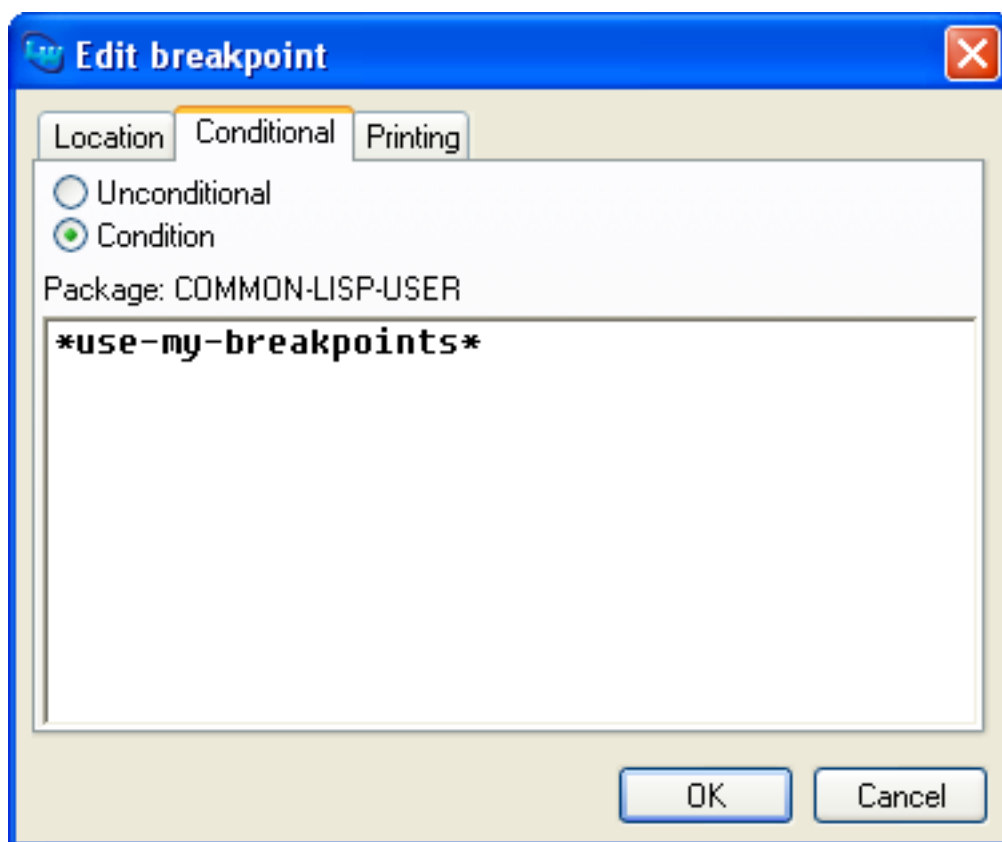 Edit breakpoint
Location Conditional Printing
Unconditional
Condition
Package: COMMON-LISP-USER
*use-my-breakpoints*
OK Cancel